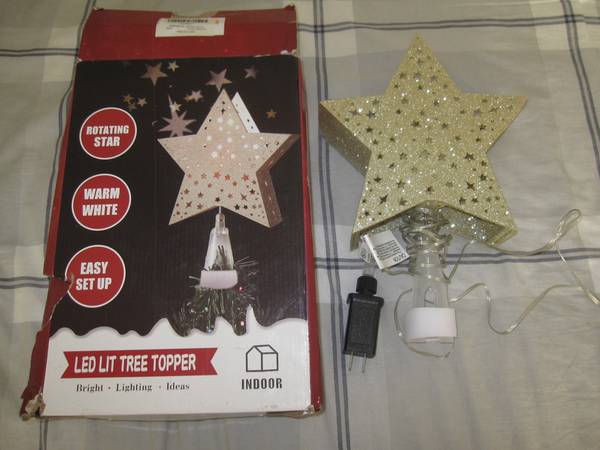 ROTATING
STAR
WARM
WHITE
EASY
SET UP
LED LIT TREE TOPPER
Bright · Lighting · Ideas
INDOOR